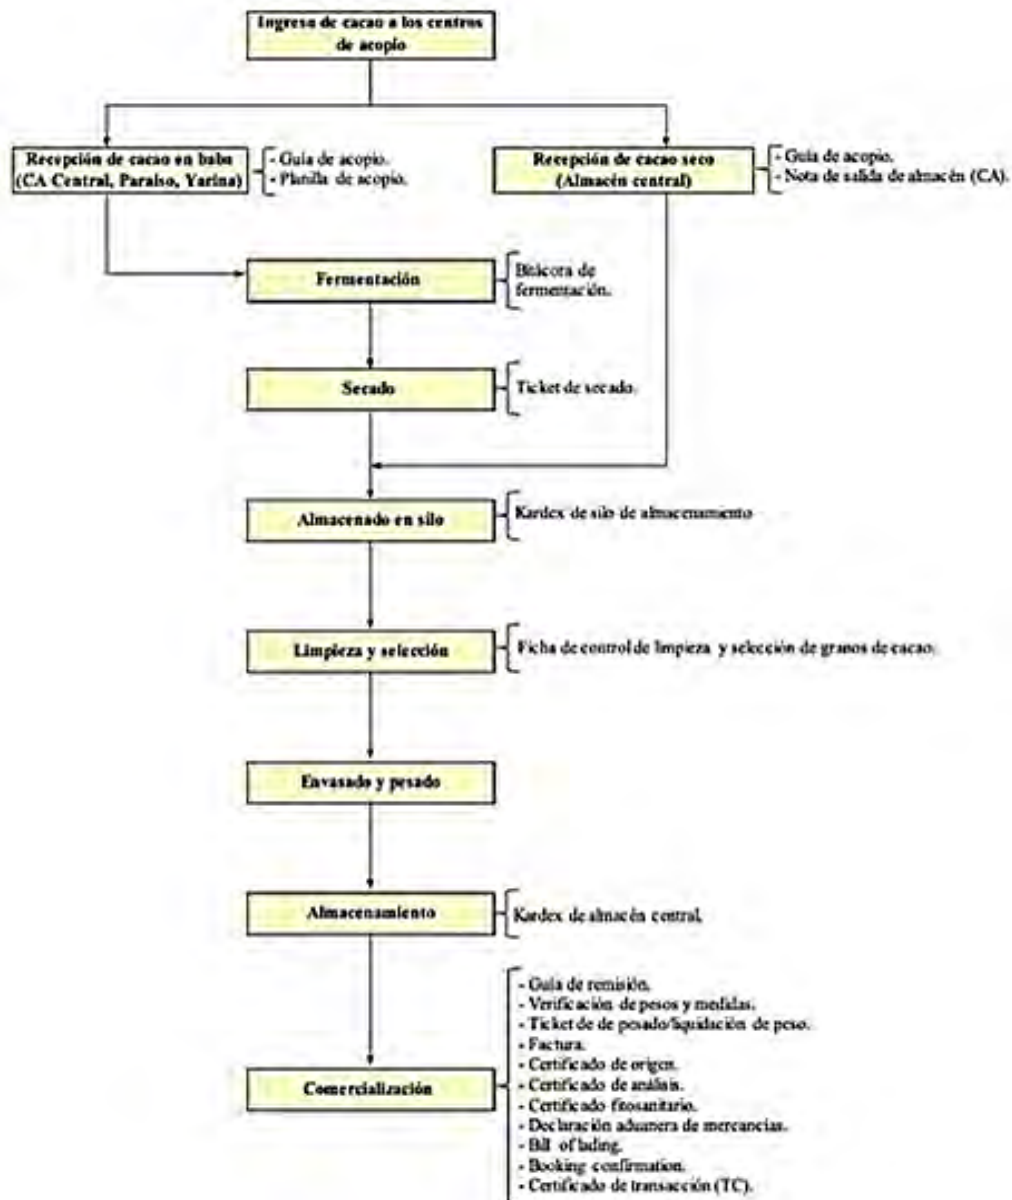 Ingreso de cacao a los centros
de acopio
Recepción de cacao en baba
(CA Central, Paraíso, Yarina)
- Guía de acopio.
- Planilla de acopio.
Recepción de cacao seco
(Almacén central)
- Guía de acopio.
- Nota de salida de almacén (CA).
Fermentación
Bitácora de
fermentación.
Secado
Ticket de secado.
Almacenado en silo
Kardex de silo de almacenamiento
Limpieza y selección
Ficha de control de limpieza y selección de granos de cacao.
Envasado y pesado
Almacenamiento
Kardex de almacén central.
Comercialización
- Guía de remisión.
- Verificación de pesos y medidas.
- Ticket de de pesado/liquidación de peso.
- Factura.
- Certificado de origen.
- Certificado de análisis.
- Certificado fitosanitario.
- Declaración aduanera de mercancías.
- Bill of lading.
- Booking confirmation.
- Certificado de transacción (TC).